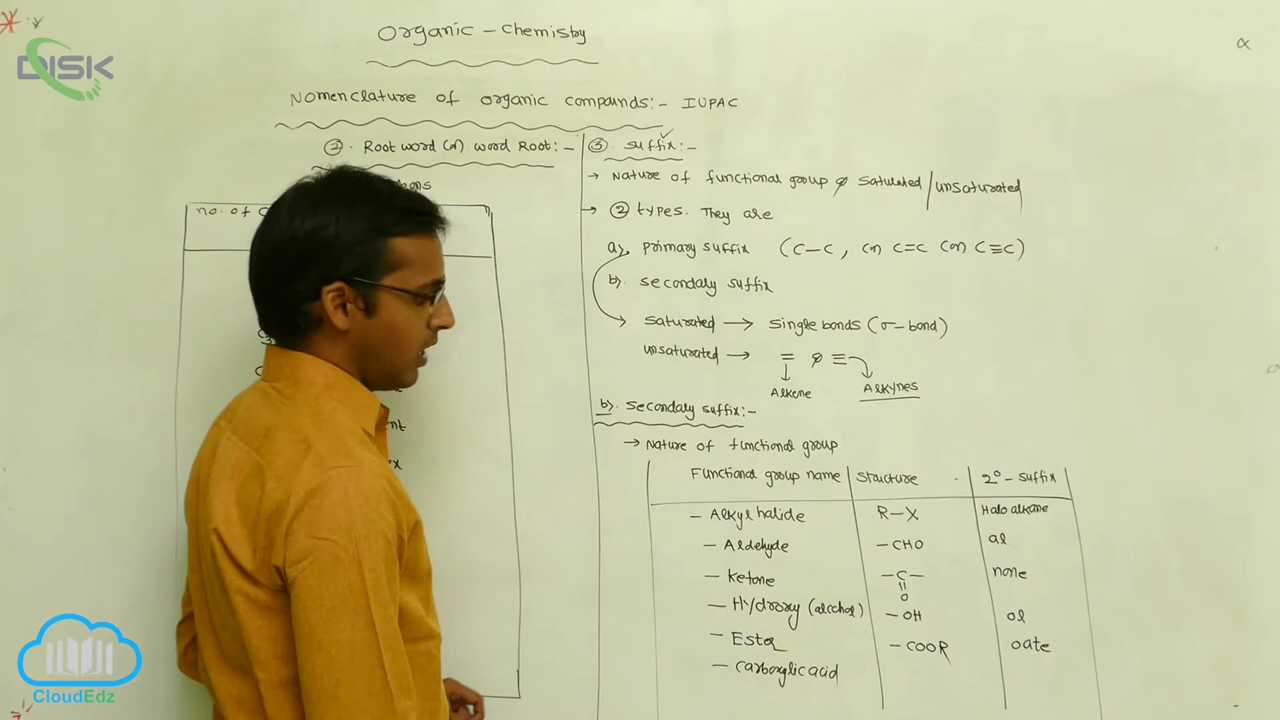 DISK
Organic - Chemistry
Nomenclature of organic compounds:- IUPAC
②. Root word (or) word Root:-
no. of C
③ suffix:-
→ Nature of functional group & saturated/unsaturated
→ ② types. They are
a). primary suffix (C-C, (or) C=C (or) C≡C)
b). secondary suffix
saturated → single bonds (σ-bond)
unsaturated → = & ≡
Alkene Alkynes
b). secondary suffix:-
→ Nature of functional group
Functional group name structure 2° - suffix
- Alkyl halide R-X Halo alkane
- Aldehyde -CHO al
- Ketone -C- none
O
- Hydroxy (alcohol) -OH ol
- Ester -COOR oate
- carboxylic acid
CloudEdz